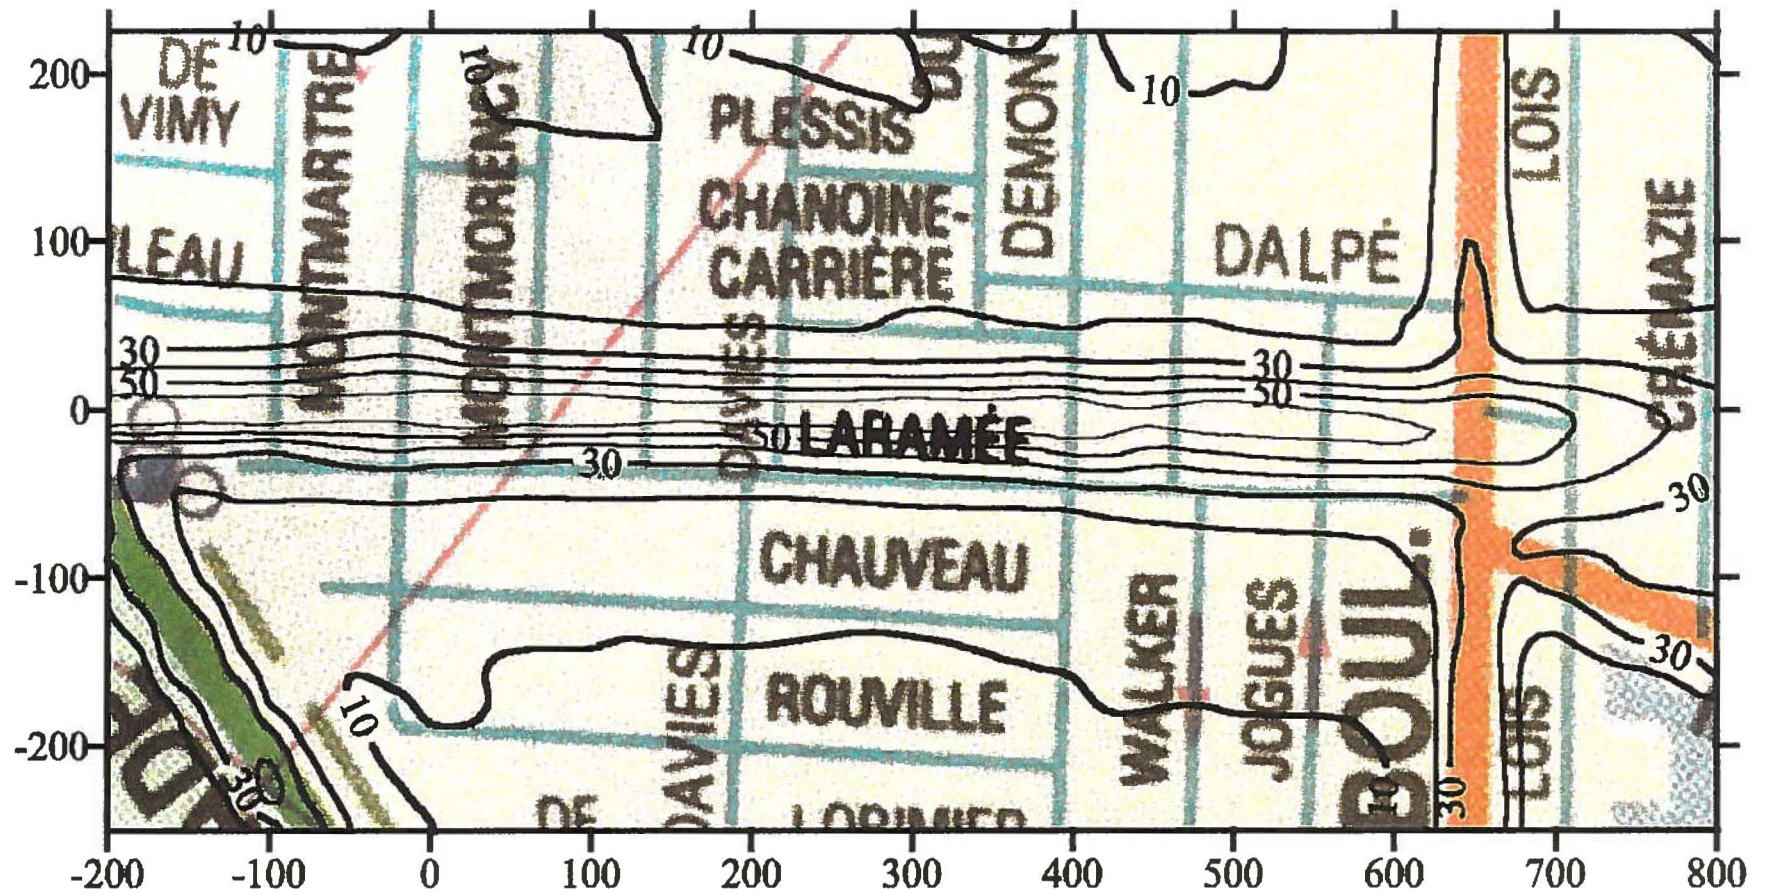 10
10
10
DU
200
DE
VIMY
MONTMARTRE
MONTMORENCY
PLESSIS
DEMON
10
LOIS
CHANOINE-
CARRIÈRE
DALPÉ
CRÉMAZIE
100
LEAU
DAVIES
30
30
50
50
0
50
LARAMÉE
30
30
CHAUVEAU
-100
WALKER
JOGUES
BOUL.
30
10
ROUVILLE
DAVIES
LOIS
-200
30
10
30
DE
LORIMIER
-200
-100
0
100
200
300
400
500
600
700
800